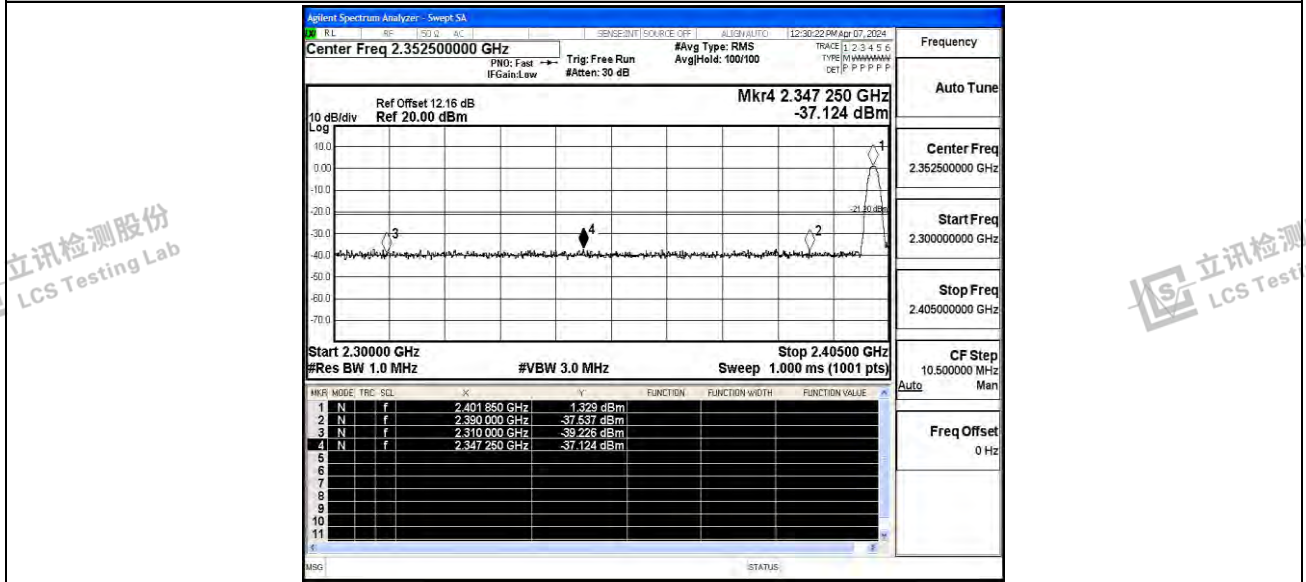 Agilent Spectrum Analyzer - Swept SA
RL RF 50 Ω AC SENSE:INT SOURCE OFF ALIGN AUTO 12:30:22 PM Apr 07, 2024
Center Freq 2.352500000 GHz
PNO: Fast
IFGain:Low
Trig: Free Run
#Atten: 30 dB
#Avg Type: RMS
Avg|Hold: 100/100
TRACE 1 2 3 4 5 6
TYPE M WWWWW
DET P P P P P P
Mkr4 2.347 250 GHz
-37.124 dBm
Ref Offset 12.16 dB
10 dB/div Ref 20.00 dBm
Log
10.0
0.00
-10.0
-20.0
-30.0
-40.0
-50.0
-60.0
-70.0
1
2
3
4
-21.30 dBm
Start 2.30000 GHz Stop 2.40500 GHz
#Res BW 1.0 MHz #VBW 3.0 MHz Sweep 1.000 ms (1001 pts)
MKR MODE TRC SCL X Y FUNCTION FUNCTION WIDTH FUNCTION VALUE
1 N f 2.401 850 GHz 1.329 dBm
2 N f 2.390 000 GHz -37.537 dBm
3 N f 2.310 000 GHz -39.226 dBm
4 N f 2.347 250 GHz -37.124 dBm
5
6
7
8
9
10
11
MSG STATUS
Frequency
Auto Tune
Center Freq
2.352500000 GHz
Start Freq
2.300000000 GHz
Stop Freq
2.405000000 GHz
CF Step
10.500000 MHz
Auto Man
Freq Offset
0 Hz
立讯检测股份
LCS Testing Lab
立讯检测
LCS Testi